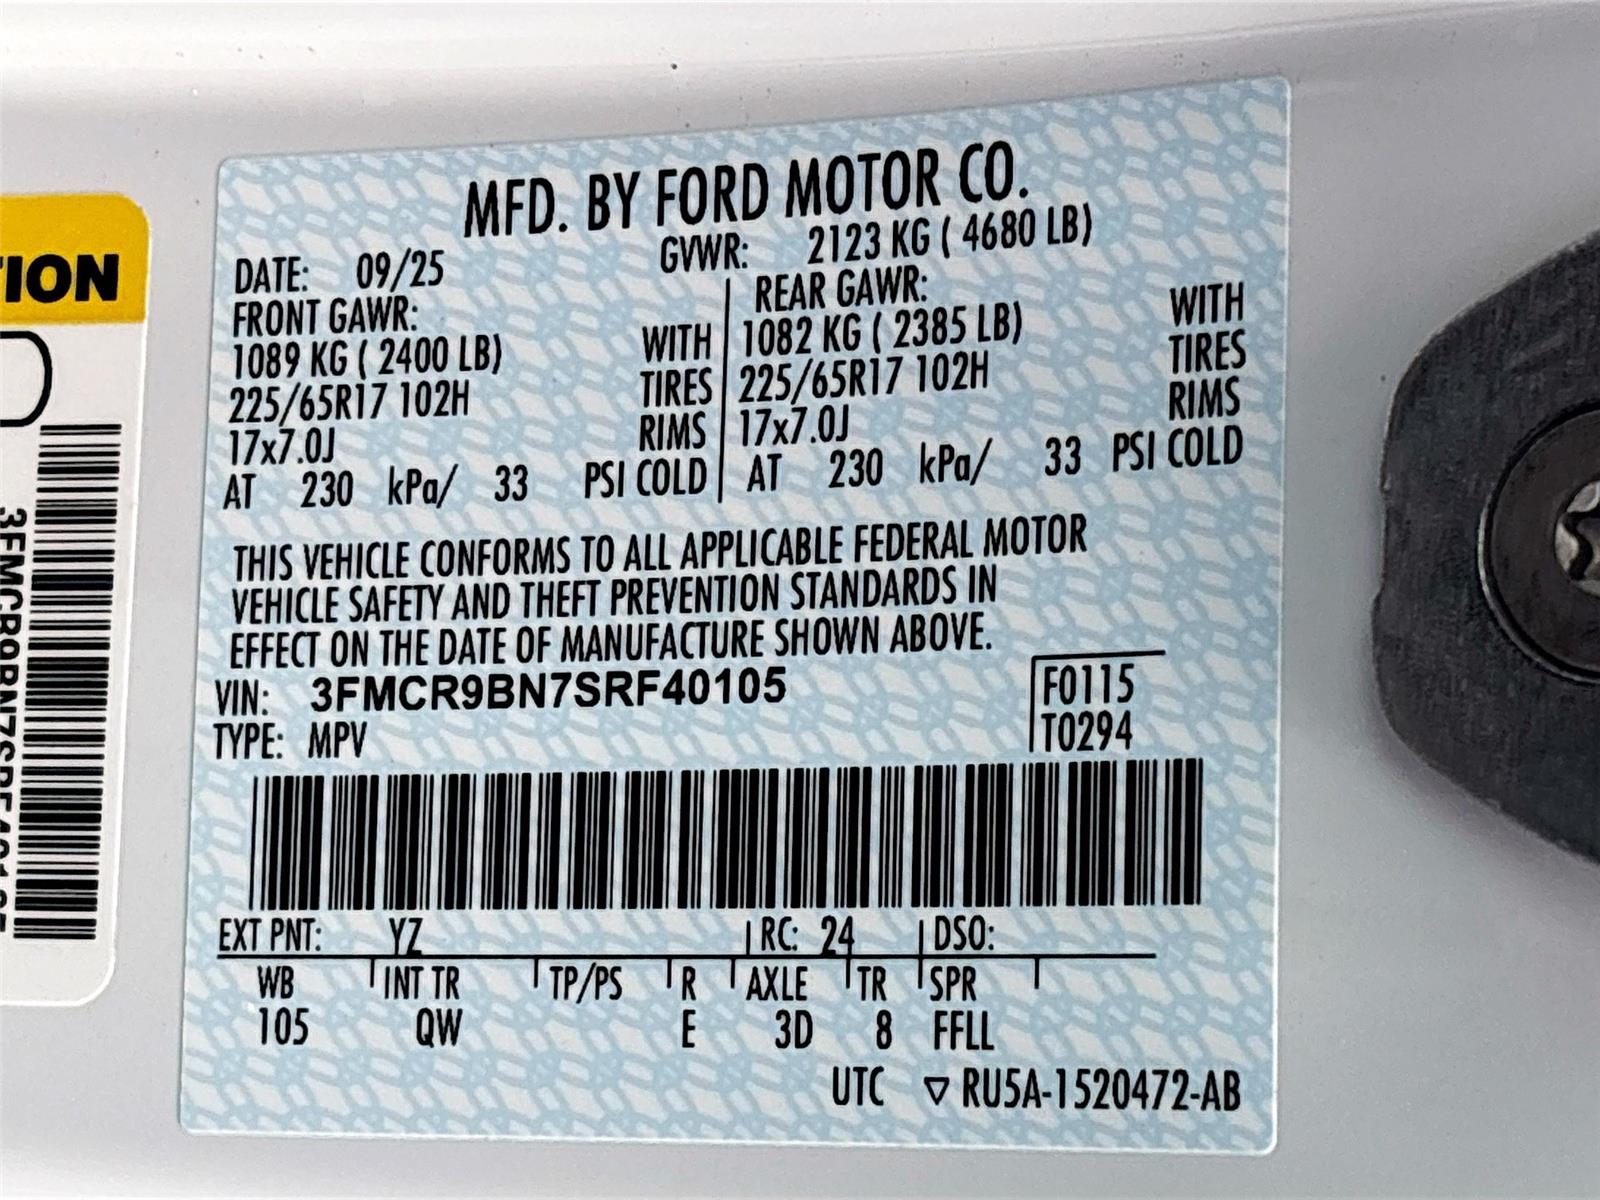 TION
3FMCR9BN7SRF40105
MFD. BY FORD MOTOR CO.
DATE: 09/25 GVWR: 2123 KG ( 4680 LB)
FRONT GAWR: REAR GAWR:
1089 KG ( 2400 LB) WITH 1082 KG ( 2385 LB) WITH
225/65R17 102H TIRES 225/65R17 102H TIRES
17x7.0J RIMS 17x7.0J RIMS
AT 230 kPa/ 33 PSI COLD AT 230 kPa/ 33 PSI COLD
THIS VEHICLE CONFORMS TO ALL APPLICABLE FEDERAL MOTOR
VEHICLE SAFETY AND THEFT PREVENTION STANDARDS IN
EFFECT ON THE DATE OF MANUFACTURE SHOWN ABOVE.
VIN: 3FMCR9BN7SRF40105 F0115
TYPE: MPV T0294
EXT PNT: YZ RC: 24 DSO:
WB INT TR TP/PS R AXLE TR SPR
105 QW E 3D 8 FFLL
UTC ▽ RU5A-1520472-AB